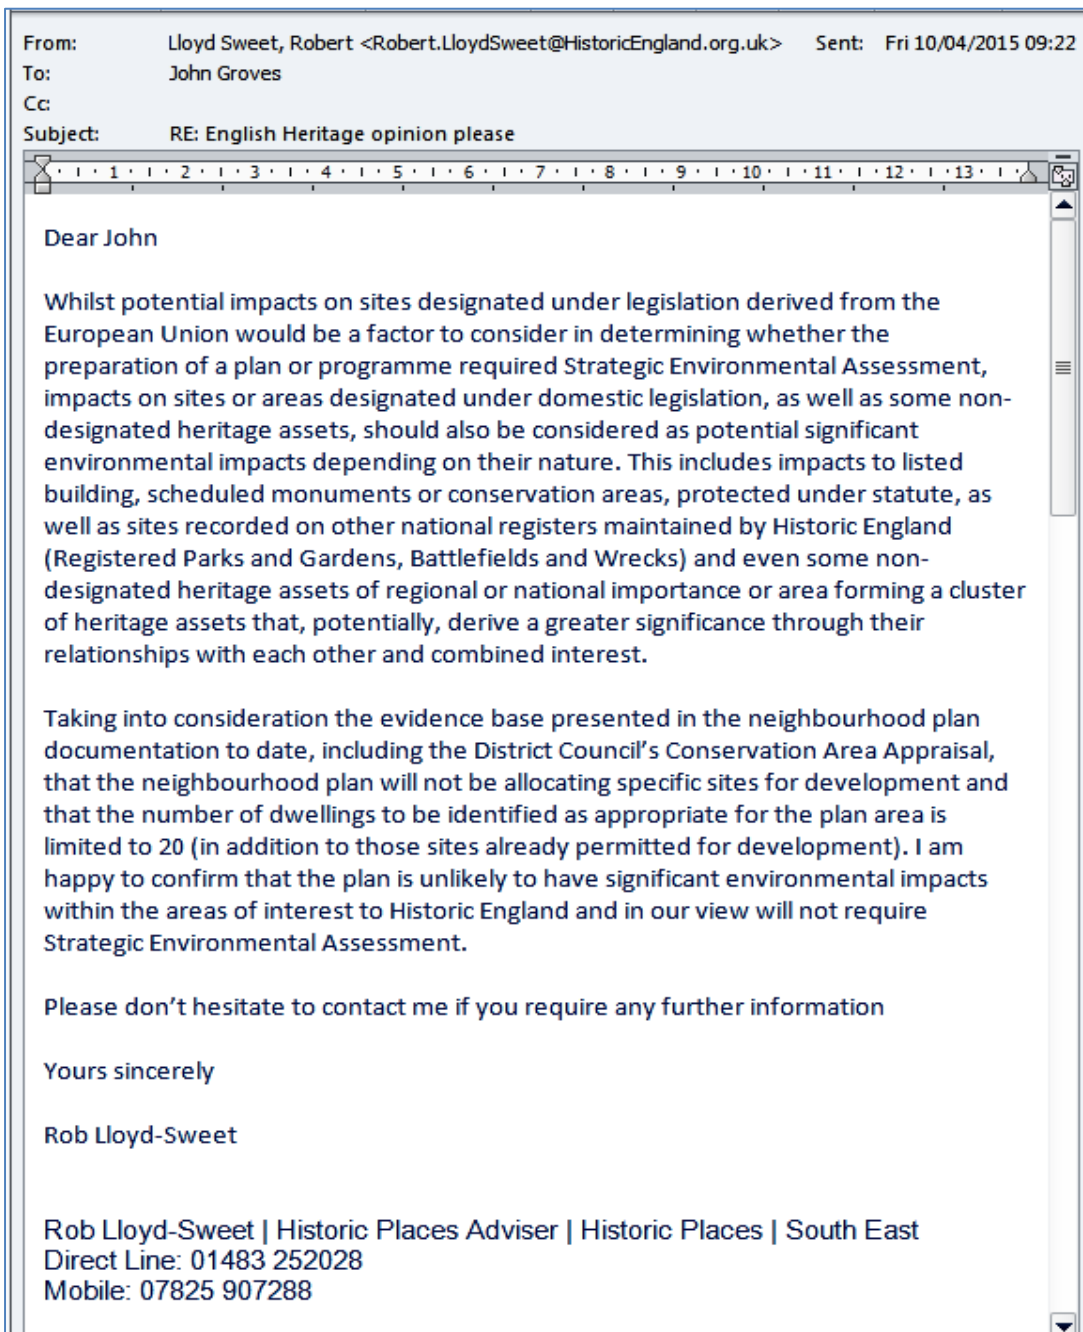 From: Lloyd Sweet, Robert <Robert.LloydSweet@HistoricEngland.org.uk> Sent: Fri 10/04/2015 09:22
To: John Groves
Cc:
Subject: RE: English Heritage opinion please
1 2 3 4 5 6 7 8 9 10 11 12 13
Dear John
Whilst potential impacts on sites designated under legislation derived from the
European Union would be a factor to consider in determining whether the
preparation of a plan or programme required Strategic Environmental Assessment,
impacts on sites or areas designated under domestic legislation, as well as some non-
designated heritage assets, should also be considered as potential significant
environmental impacts depending on their nature. This includes impacts to listed
building, scheduled monuments or conservation areas, protected under statute, as
well as sites recorded on other national registers maintained by Historic England
(Registered Parks and Gardens, Battlefields and Wrecks) and even some non-
designated heritage assets of regional or national importance or area forming a cluster
of heritage assets that, potentially, derive a greater significance through their
relationships with each other and combined interest.
Taking into consideration the evidence base presented in the neighbourhood plan
documentation to date, including the District Council's Conservation Area Appraisal,
that the neighbourhood plan will not be allocating specific sites for development and
that the number of dwellings to be identified as appropriate for the plan area is
limited to 20 (in addition to those sites already permitted for development). I am
happy to confirm that the plan is unlikely to have significant environmental impacts
within the areas of interest to Historic England and in our view will not require
Strategic Environmental Assessment.
Please don't hesitate to contact me if you require any further information
Yours sincerely
Rob Lloyd-Sweet
Rob Lloyd-Sweet | Historic Places Adviser | Historic Places | South East
Direct Line: 01483 252028
Mobile: 07825 907288